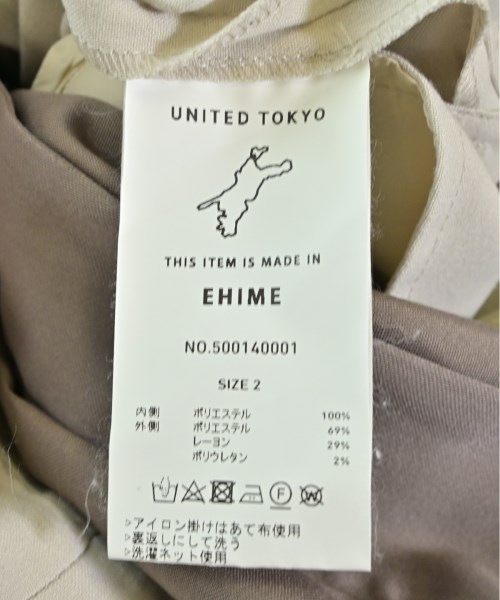 UNITED TOKYO
THIS ITEM IS MADE IN
EHIME
NO.500140001
SIZE 2
内側 ポリエステル 100%
外側 ポリエステル 69%
レーヨン 29%
ポリウレタン 2%
F
W
>アイロン掛けはあて布使用
>裏返しにして洗う
>洗濯ネット使用